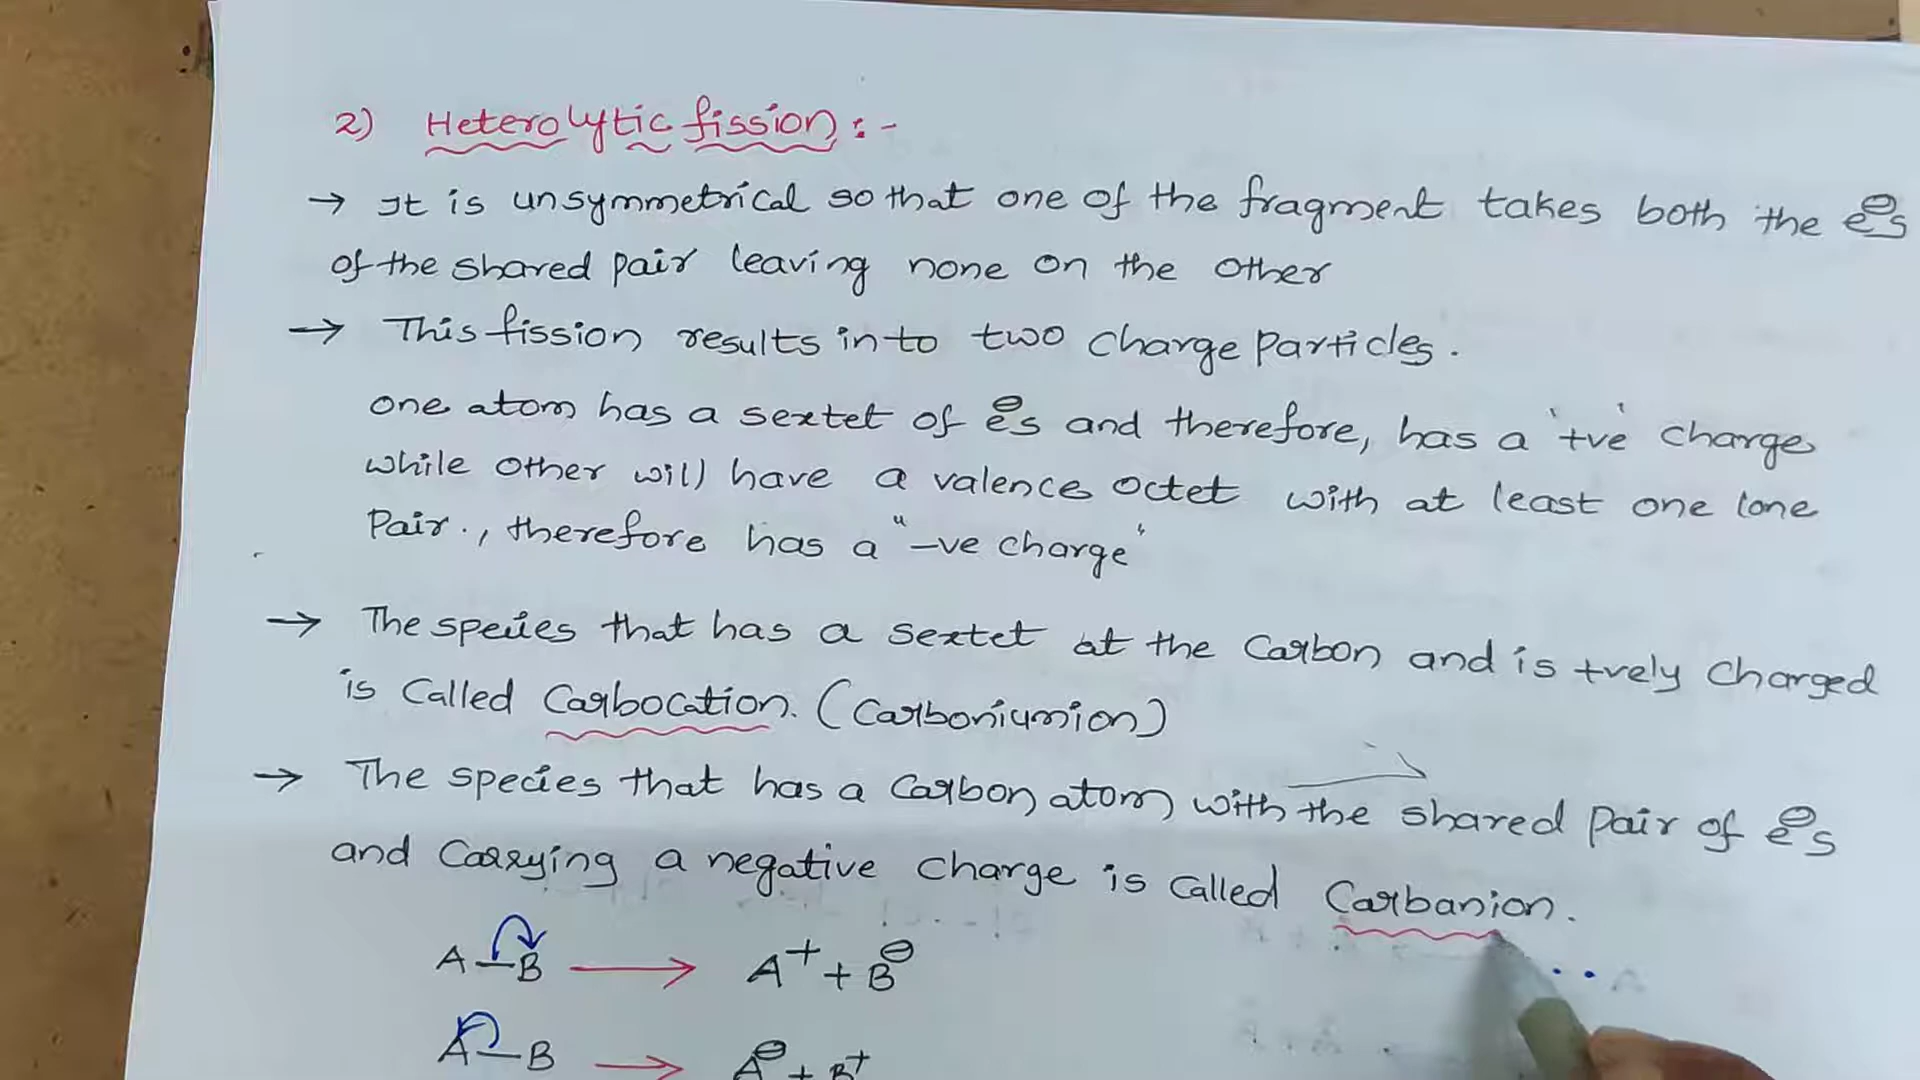 2) Heterolytic fission :-
→ It is unsymmetrical so that one of the fragment takes both the e⊖s
of the shared pair leaving none on the other
→ This fission results in to two charge particles.
one atom has a sextet of e⊖s and therefore, has a '+ve' charge
while other will have a valence octet with at least one lone
Pair., therefore has a "-ve charge"
→ The species that has a sextet at the Carbon and is +vely Charged
is Called Carbocation. (Carboniumion)
→ The species that has a Carbon atom with the shared pair of e⊖s
and Carrying a negative charge is called Carbanion.
A-B → A⁺ + B⊖
A-B → A⊖ + B⁺